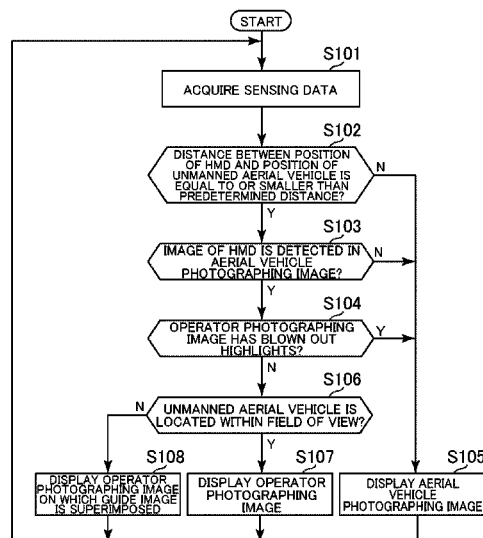 START
S101
ACQUIRE SENSING DATA
S102
DISTANCE BETWEEN POSITION
OF HMD AND POSITION OF
UNMANNED AERIAL VEHICLE IS
EQUAL TO OR SMALLER THAN
PREDETERMINED DISTANCE?
N
Y
S103
IMAGE OF HMD IS DETECTED IN
AERIAL VEHICLE
PHOTOGRAPHING IMAGE?
N
Y
S104
OPERATOR PHOTOGRAPHING
IMAGE HAS BLOWN OUT
HIGHLIGHTS?
Y
N
S106
UNMANNED AERIAL VEHICLE IS
LOCATED WITHIN FIELD OF VIEW?
N
Y
S108
DISPLAY OPERATOR
PHOTOGRAPHING IMAGE
ON WHICH GUIDE IMAGE
IS SUPERIMPOSED
S107
DISPLAY OPERATOR
PHOTOGRAPHING
IMAGE
S105
DISPLAY AERIAL
VEHICLE
PHOTOGRAPHING IMAGE